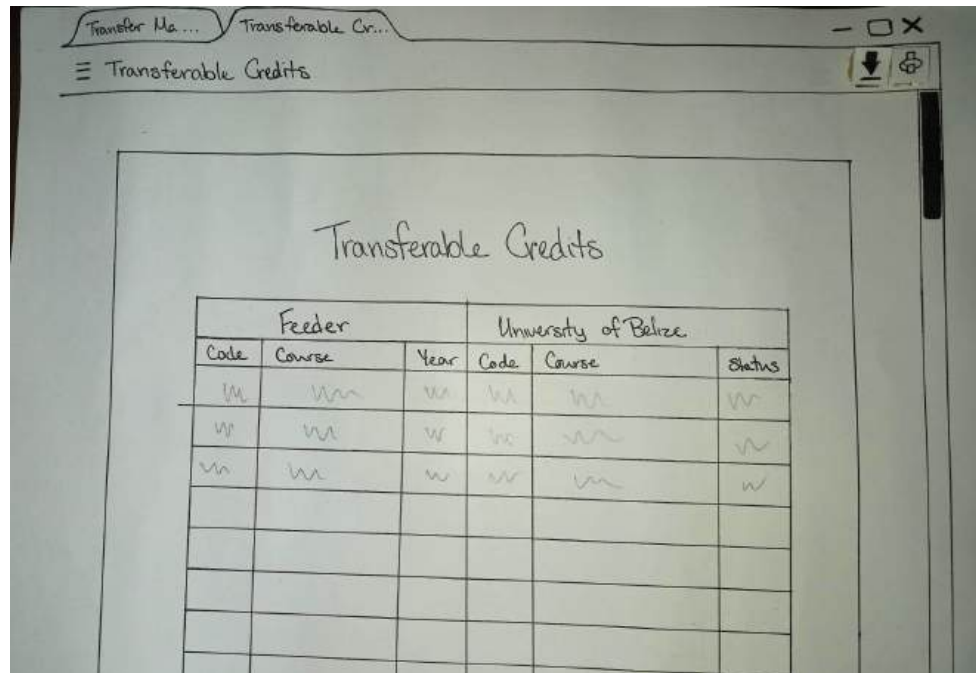 Transfer Ma... Transferable Cr...
Transferable Credits
Transferable Credits
Feeder University of Belize
Code Course Year Code Course Status